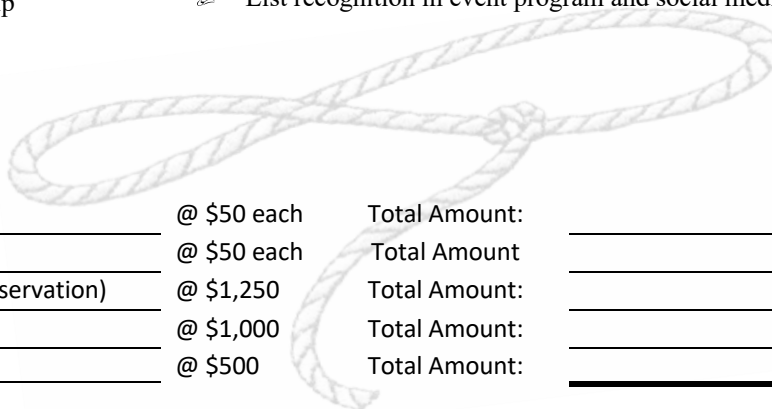 List recognition in event program and social
@ $50 each Total Amount:
@ $50 each Total Amount
servation) @ $1,250 Total Amount:
@ $1,000 Total Amount:
@ $500 Total Amount: